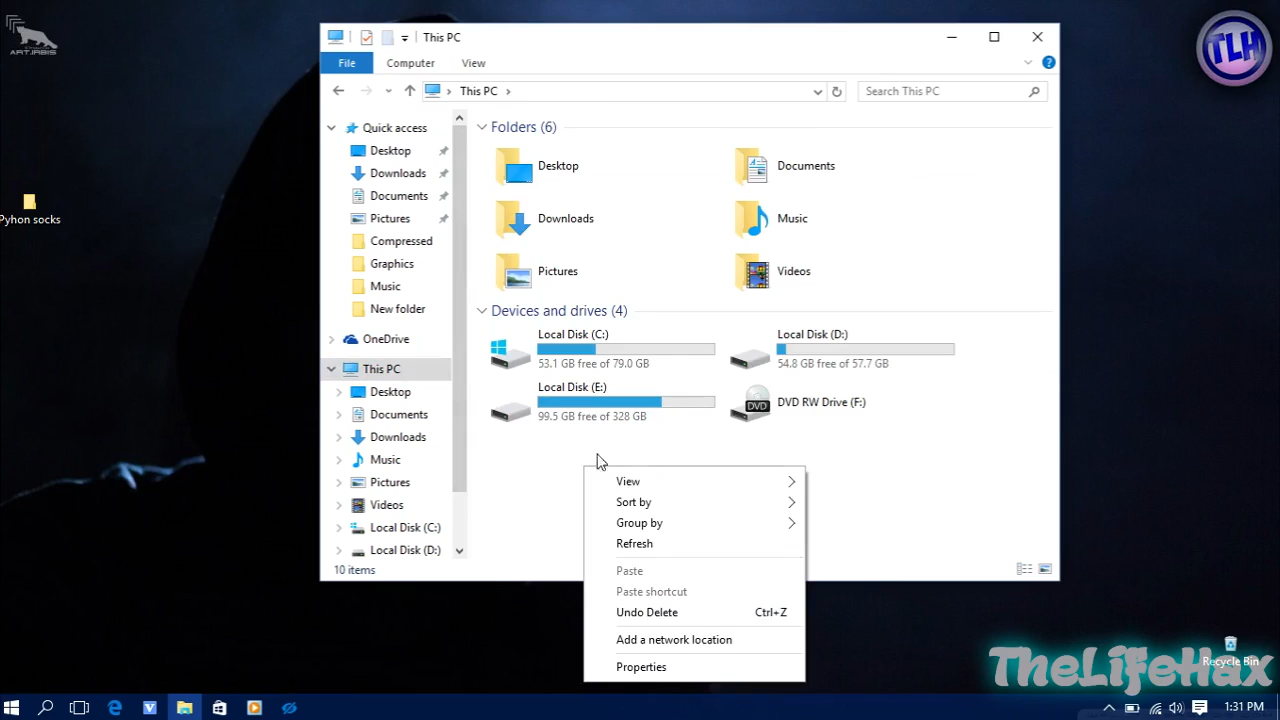 ART.IRBIS
This PC
TLH
File Computer View
This PC
Search This PC
Quick access
Desktop
Downloads
Documents
Pictures
Compressed
Graphics
Music
New folder
OneDrive
This PC
Desktop
Documents
Downloads
Music
Pictures
Videos
Local Disk (C:)
Local Disk (D:)
10 items
Pyhon socks
Folders (6)
Desktop
Documents
Downloads
Music
Pictures
Videos
Devices and drives (4)
Local Disk (C:)
53.1 GB free of 79.0 GB
Local Disk (D:)
54.8 GB free of 57.7 GB
Local Disk (E:)
99.5 GB free of 328 GB
DVD
DVD RW Drive (F:)
View
Sort by
Group by
Refresh
Paste
Paste shortcut
Undo Delete Ctrl+Z
Add a network location
Properties
Recycle Bin
TheLifeHax
1:31 PM